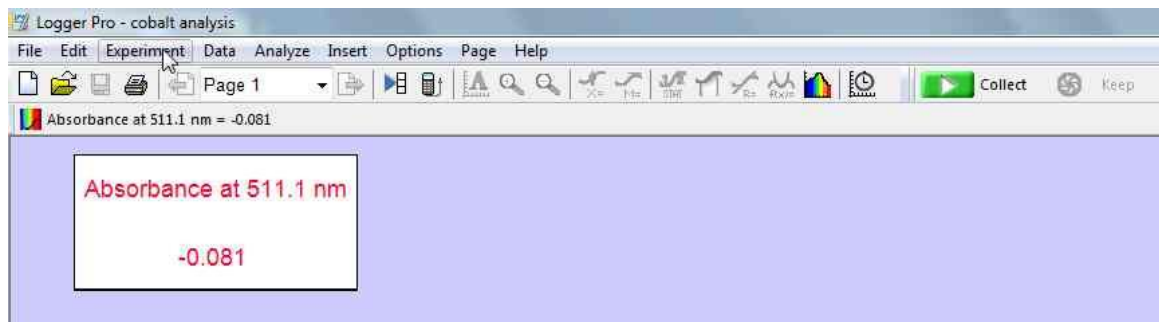 Logger Pro - cobalt analysis
File Edit Experiment Data Analyze Insert Options Page Help
Page 1 Collect Keep
Absorbance at 511.1 nm = -0.081
Absorbance at 511.1 nm
-0.081